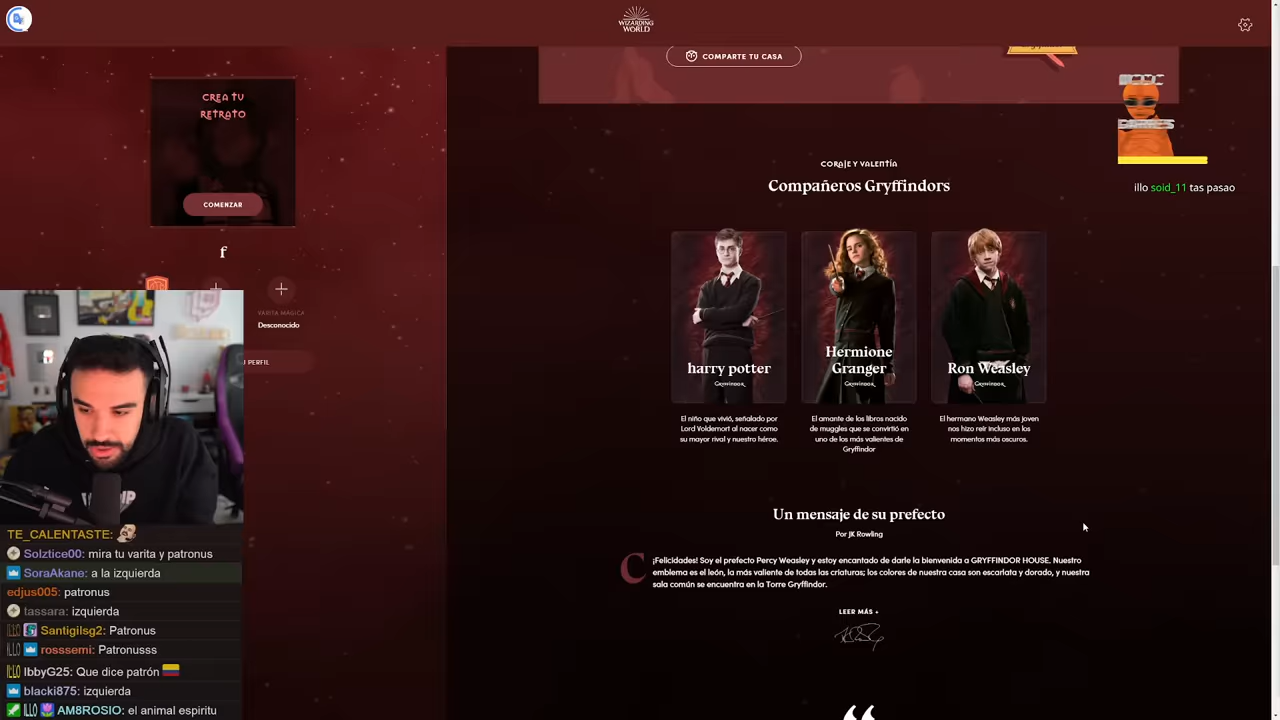 WIZARDING
WORLD
COMPARTE TU CASA
CREA TU
RETRATO
COMENZAR
f
VARITA MÁGICA
Desconocido
PERFIL
CORAJE Y VALENTÍA
Compañeros Gryffindors
harry potter
Gryffindor
El niño que vivió, señalado por
Lord Voldemort al nacer como
su mayor rival y nuestro héroe.
Hermione
Granger
Gryffindor
El amante de los libros nacido
de muggles que se convirtió en
uno de los más valientes de
Gryffindor
Ron Weasley
Gryffindor
El hermano Weasley más joven
nos hizo reír incluso en los
momentos más oscuros.
illo soid_11 tas pasao
Un mensaje de su prefecto
Por JK Rowling
C
¡Felicidades! Soy el prefecto Percy Weasley y estoy encantado de darle la bienvenida a GRYFFINDOR HOUSE. Nuestro
emblema es el león, la más valiente de todas las criaturas; los colores de nuestra casa son escarlata y dorado, y nuestra
sala común se encuentra en la Torre Gryffindor.
LEER MÁS +
“
TE_CALENTASTE:
Solztice00: mira tu varita y patronus
SoraAkane: a la izquierda
edjus005: patronus
tassara: izquierda
Santigilsg2: Patronus
rosssemi: Patronusss
IbbyG25: Que dice patrón
blacki875: izquierda
AM8ROSIO: el animal espiritu